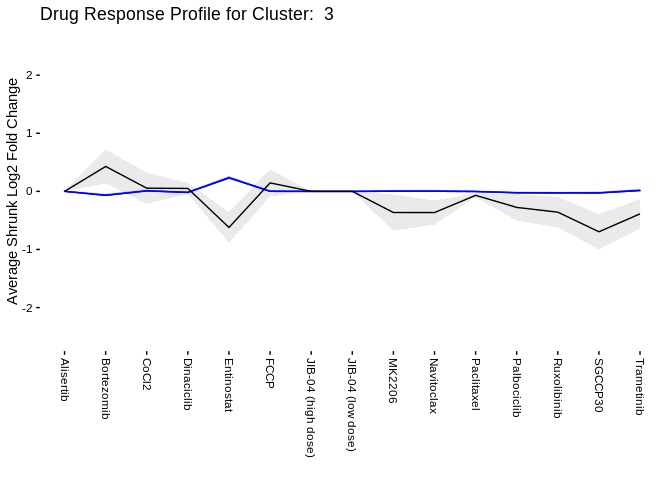 Drug Response Profile for Cluster:  3
Average Shrunk Log2 Fold Change
2
1
0
-1
-2
Alisertib
Bortezomib
CoCl2
Dinaciclib
Entinostat
FCCP
JIB-04 (high dose)
JIB-04 (low dose)
MK2206
Navitoclax
Paclitaxel
Palbociclib
Ruxolibinib
SGCCP30
Trametinib